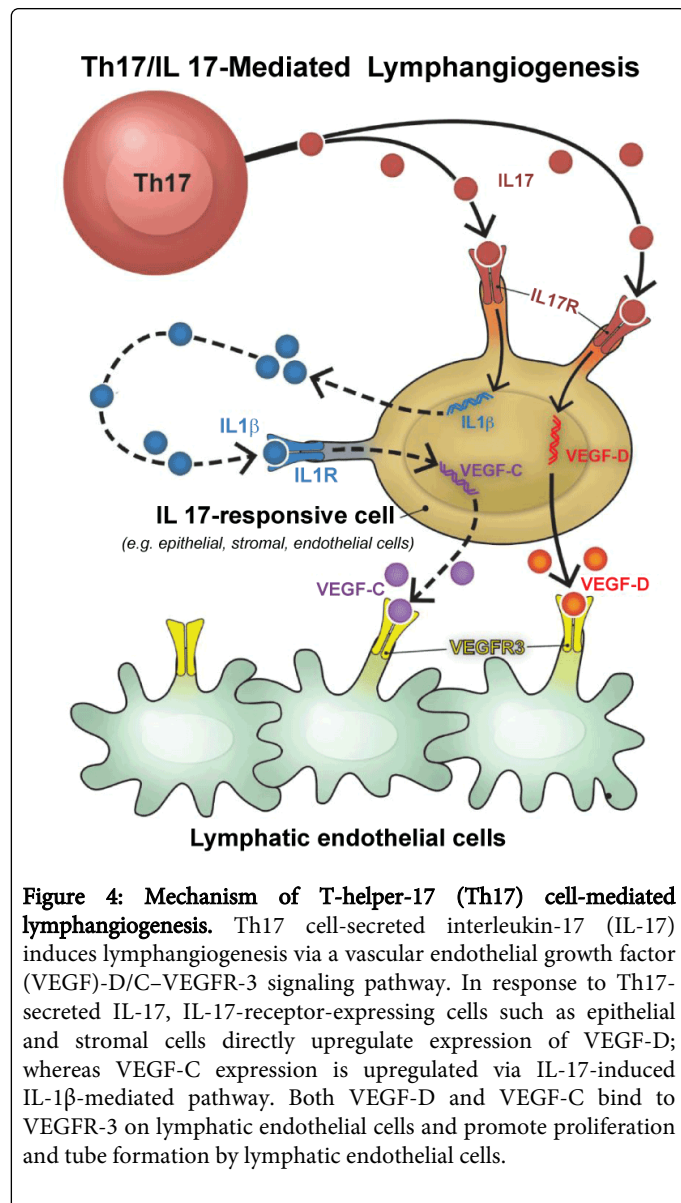 Th17/IL 17-Mediated Lymphangiogenesis
Th17
IL17
IL17R
IL1β
IL1β
IL1R
VEGF-D
VEGF-C
IL 17-responsive cell
(e.g. epithelial, stromal, endothelial cells)
VEGF-C
VEGF-D
VEGFR3
Lymphatic endothelial cells
Figure 4: Mechanism of T-helper-17 (Th17) cell-mediated
lymphangiogenesis. Th17 cell-secreted interleukin-17 (IL-17)
induces lymphangiogenesis via a vascular endothelial growth factor
(VEGF)-D/C–VEGFR-3 signaling pathway. In response to Th17-
secreted IL-17, IL-17-receptor-expressing cells such as epithelial
and stromal cells directly upregulate expression of VEGF-D;
whereas VEGF-C expression is upregulated via IL-17-induced
IL-1β-mediated pathway. Both VEGF-D and VEGF-C bind to
VEGFR-3 on lymphatic endothelial cells and promote proliferation
and tube formation by lymphatic endothelial cells.